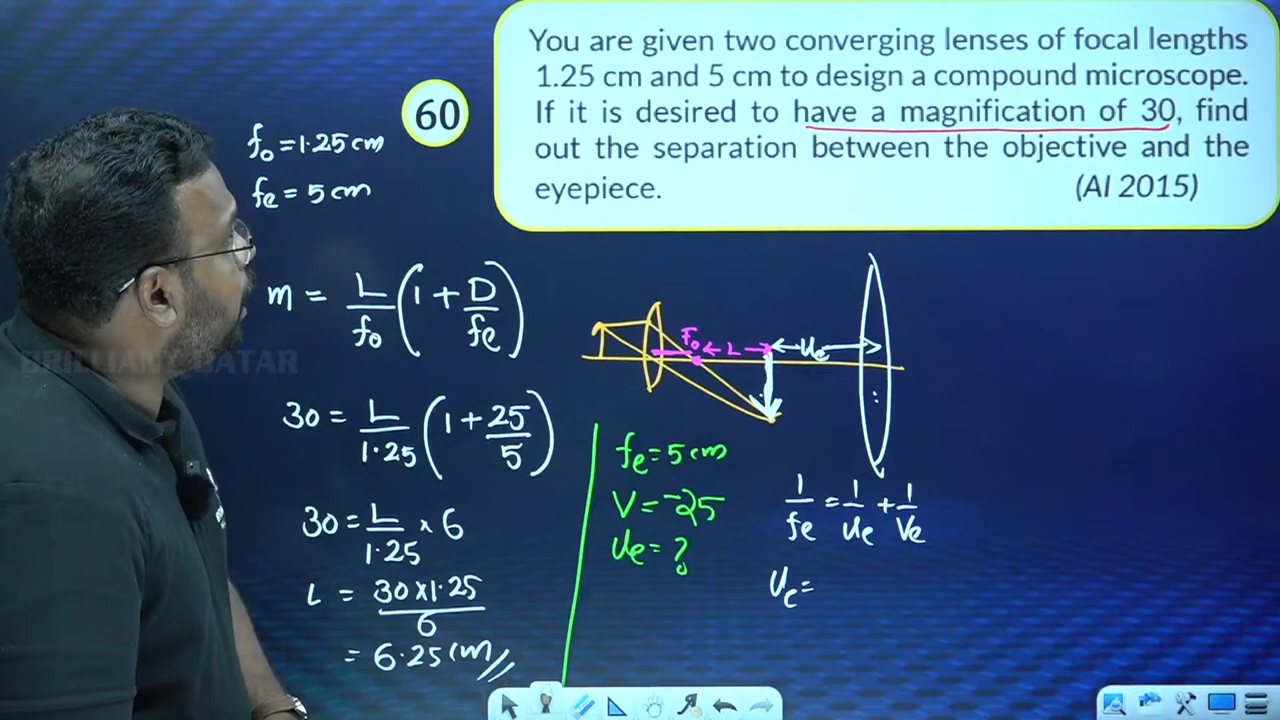 60
You are given two converging lenses of focal lengths
1.25 cm and 5 cm to design a compound microscope.
If it is desired to have a magnification of 30, find
out the separation between the objective and the
eyepiece. (AI 2015)
f₀ = 1.25 cm
fe = 5 cm
m = L/f₀ (1 + D/fe)
30 = L/1.25 (1 + 25/5)
30 = L/1.25 × 6
L = 30×1.25/6
= 6.25 cm //
F₀ L Ue
fe = 5 cm
V = -25
Ue = ?
1/fe = 1/Ue + 1/Ve
Ue =
BRILLIANT QATAR